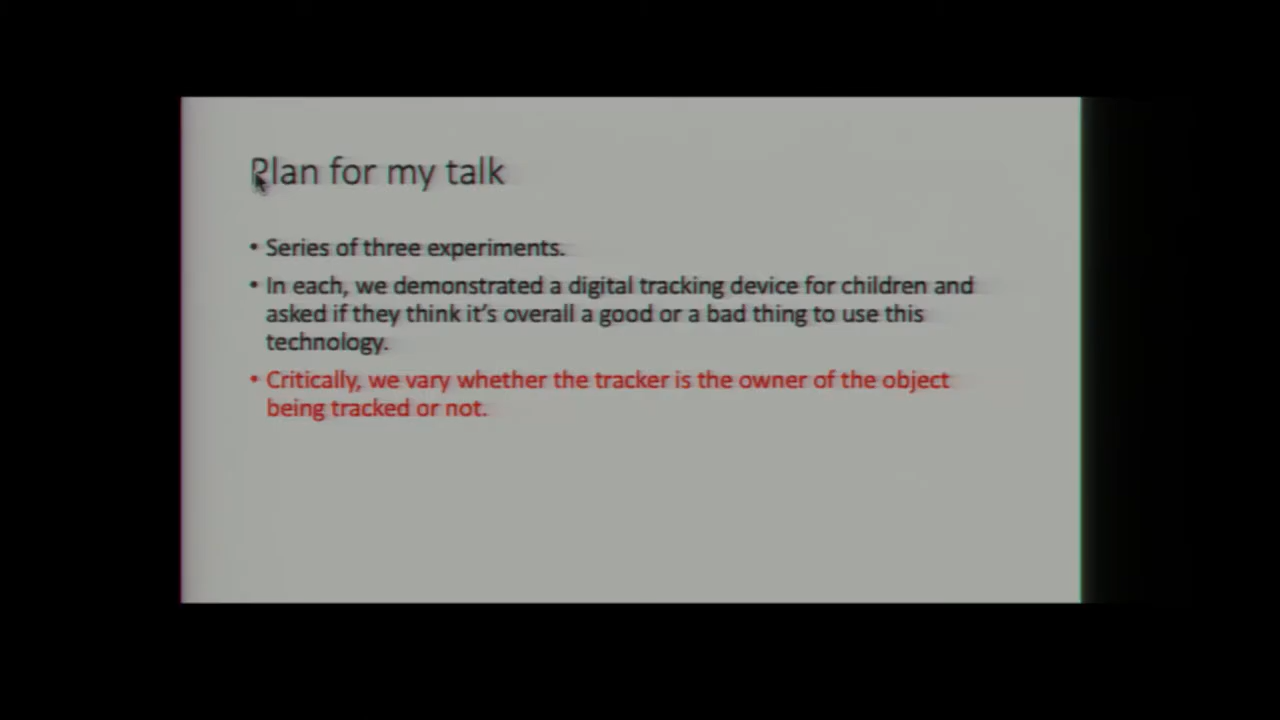 Plan for my talk
• Series of three experiments.
• In each, we demonstrated a digital tracking device for children and
asked if they think it's overall a good or a bad thing to use this
technology.
• Critically, we vary whether the tracker is the owner of the object
being tracked or not.